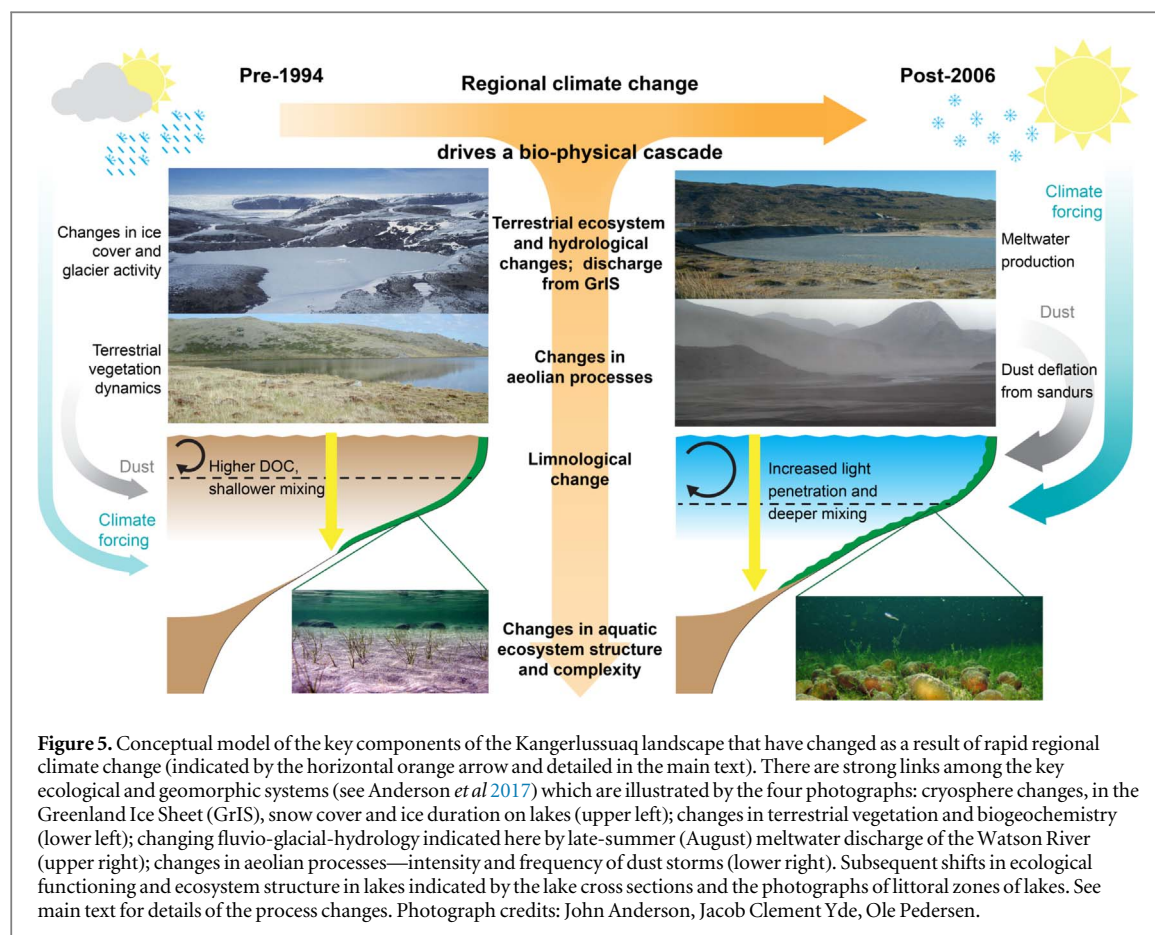 Pre-1994
Regional climate change
Post-2006
drives a bio-physical cascade
Changes in ice
cover and
glacier activity
Terrestrial ecosystem
and hydrological
changes; discharge
from GrIS
Climate
forcing
Meltwater
production
Terrestrial
vegetation
dynamics
Changes in
aeolian processes
Dust
Dust deflation
from sandurs
Dust
Climate
forcing
Higher DOC,
shallower mixing
Limnological
change
Increased light
penetration and
deeper mixing
Changes in aquatic
ecosystem structure
and complexity
Figure 5. Conceptual model of the key components of the Kangerlussuaq landscape that have changed as a result of rapid regional
climate change (indicated by the horizontal orange arrow and detailed in the main text). There are strong links among the key
ecological and geomorphic systems (see Anderson et al 2017) which are illustrated by the four photographs: cryosphere changes, in the
Greenland Ice Sheet (GrIS), snow cover and ice duration on lakes (upper left); changes in terrestrial vegetation and biogeochemistry
(lower left); changing fluvio-glacial-hydrology indicated here by late-summer (August) meltwater discharge of the Watson River
(upper right); changes in aeolian processes—intensity and frequency of dust storms (lower right). Subsequent shifts in ecological
functioning and ecosystem structure in lakes indicated by the lake cross sections and the photographs of littoral zones of lakes. See
main text for details of the process changes. Photograph credits: John Anderson, Jacob Clement Yde, Ole Pedersen.